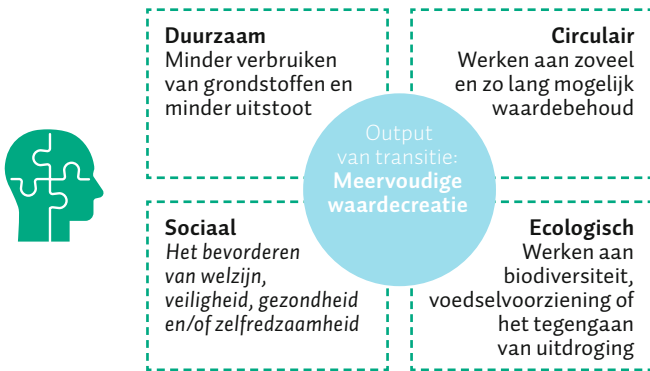 Duurzaam
Minder verbruiken
van grondstoffen en
minder uitstoot
Circulair
Werken aan zoveel
en zo lang mogelijk
waardebehoud
Output
van transitie:
Meervoudige
waardecreatie
Sociaal
Het bevorderen
van welzijn,
veiligheid, gezondheid
en/of zelfredzaamheid
Ecologisch
Werken aan
biodiversiteit,
voedselvoorziening of
het tegengaan
van uitdroging